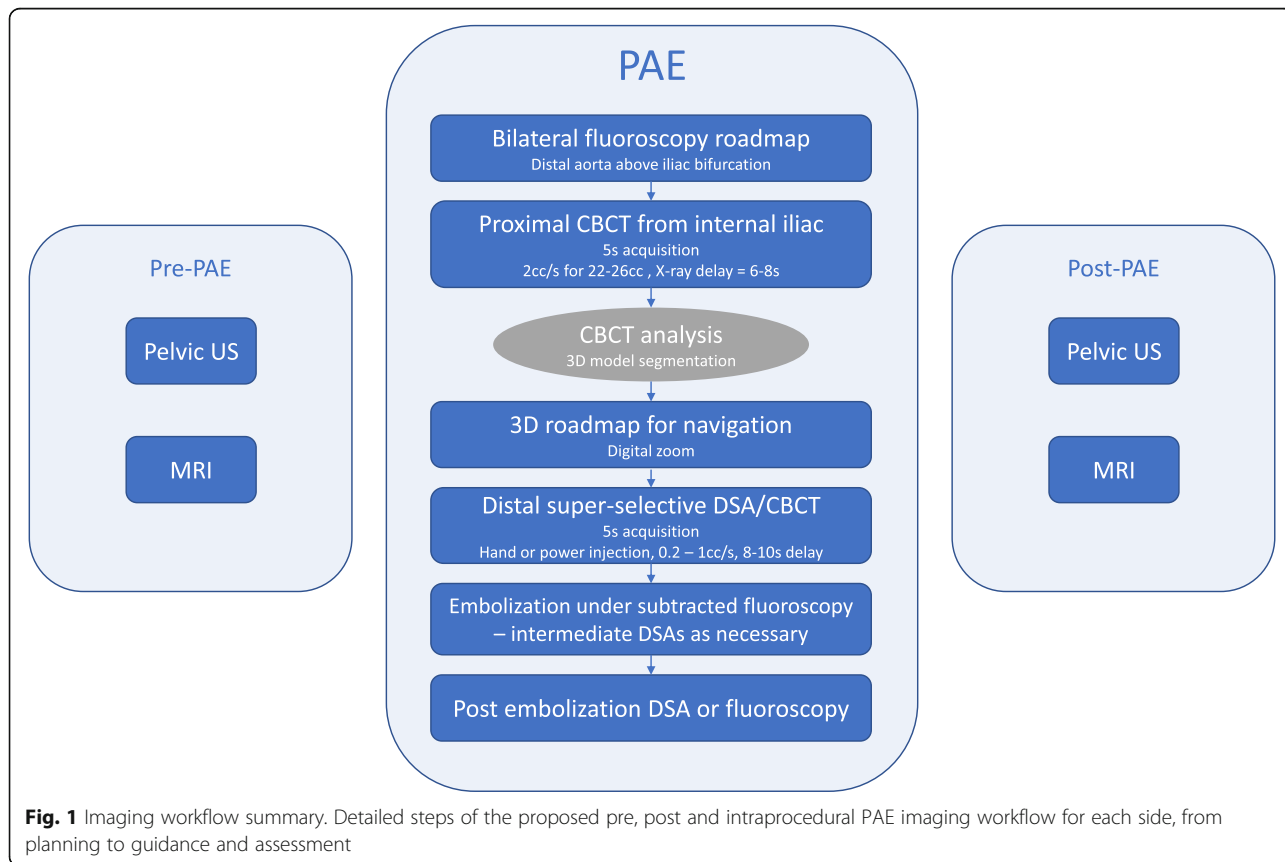 PAE
Bilateral fluoroscopy roadmap
Distal aorta above iliac bifurcation
Proximal CBCT from internal iliac
5s acquisition
2cc/s for 22-26cc , X-ray delay = 6-8s
CBCT analysis
3D model segmentation
3D roadmap for navigation
Digital zoom
Distal super-selective DSA/CBCT
5s acquisition
Hand or power injection, 0.2 – 1cc/s, 8-10s delay
Embolization under subtracted fluoroscopy
– intermediate DSAs as necessary
Post embolization DSA or fluoroscopy
Pre-PAE
Pelvic US
MRI
Post-PAE
Pelvic US
MRI
Fig. 1 Imaging workflow summary. Detailed steps of the proposed pre, post and intraprocedural PAE imaging workflow for each side, from
planning to guidance and assessment